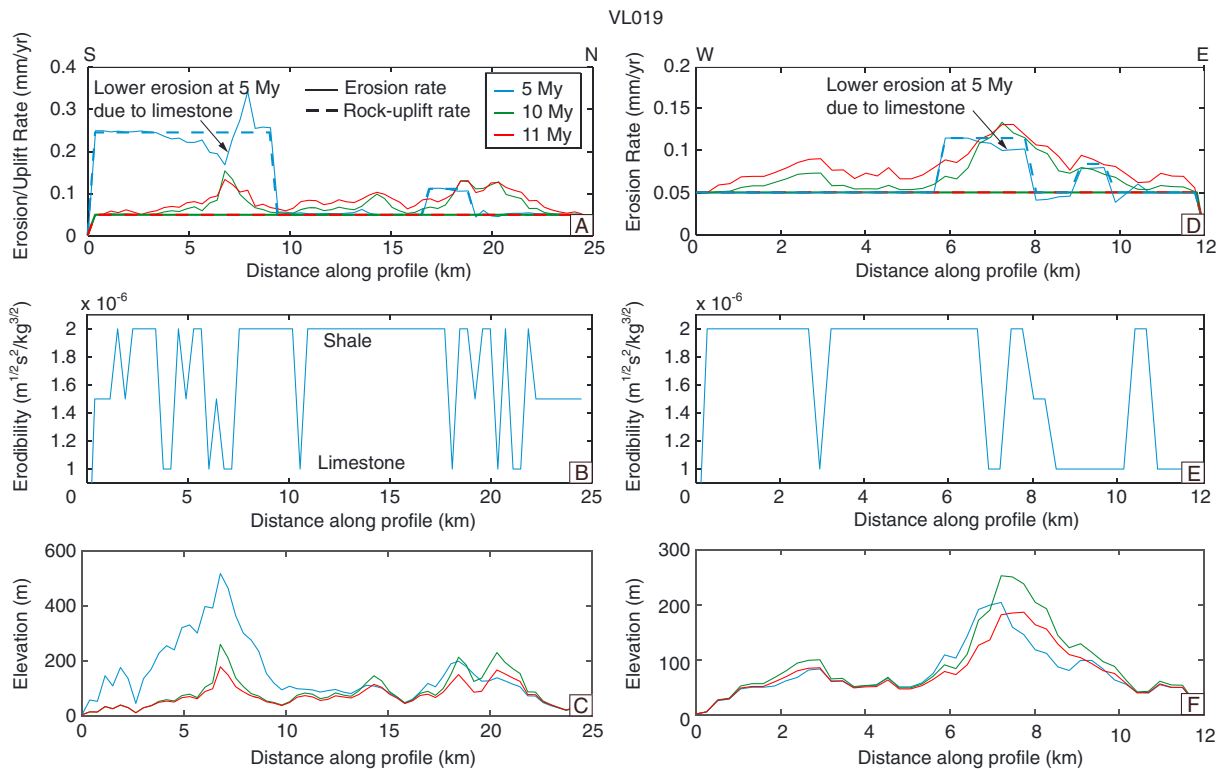 VL019
S N
Erosion/Uplift Rate (mm/yr)
0.4
0.3
0.2
0.1
0
Lower erosion at 5 My
due to limestone
Erosion rate
Rock-uplift rate
5 My
10 My
11 My
A
0 5 10 15 20 25
Distance along profile (km)
W E
Erosion Rate (mm/yr)
0.2
0.15
0.1
0.05
0
Lower erosion at 5 My
due to limestone
D
0 2 4 6 8 10 12
Distance along profile (km)
x 10⁻⁶
Erodibility (m^1/2s²/kg^3/2)
2
1.8
1.6
1.4
1.2
1
Shale
Limestone
B
0 5 10 15 20 25
Distance along profile (km)
x 10⁻⁶
Erodibility (m^1/2s²/kg^3/2)
2
1.8
1.6
1.4
1.2
1
E
0 2 4 6 8 10 12
Distance along profile (km)
Elevation (m)
600
400
200
0
C
0 5 10 15 20 25
Distance along profile (km)
Elevation (m)
300
200
100
0
F
0 2 4 6 8 10 12
Distance along profile (km)